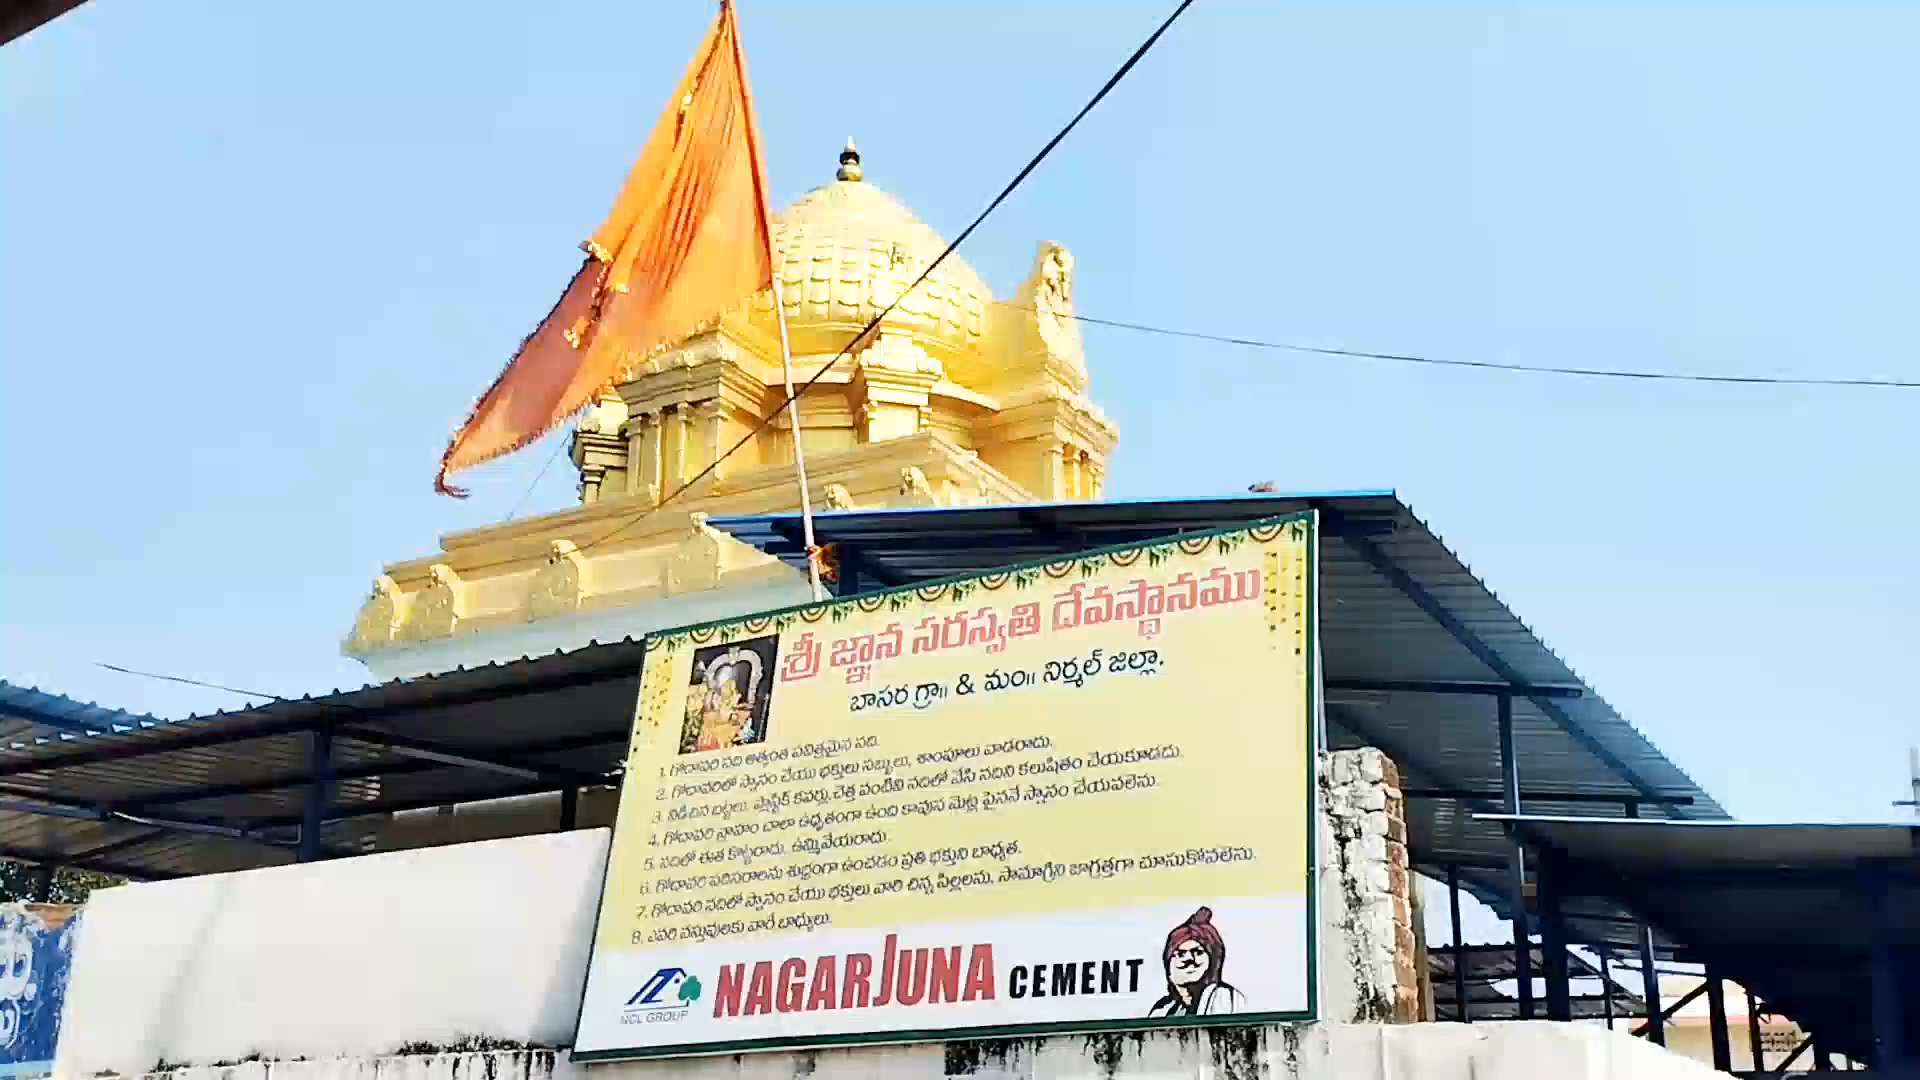 శ్రీ జ్ఞాన సరస్వతి దేవస్థానము
బాసర గ్రా|| & మం|| నిర్మల్ జిల్లా.
1. గోదావరి నది అత్యంత పవిత్రమైన నది.
2. గోదావరిలో స్నానం చేయు భక్తులు సబ్బులు, శాంపూలు వాడరాదు.
3. విడిచిన బట్టలు, ప్లాస్టిక్ కవర్లు, చెత్త వంటివి నదిలో వేసి నదిని కలుషితం చేయకూడదు.
4. గోదావరి ప్రవాహం చాలా ఉధృతంగా ఉంది కావున మెట్ల పైననే స్నానం చేయవలెను.
5. నదిలో ఈత కొట్టరాదు, ఉమ్మివేయరాదు.
6. గోదావరి పరిసరాలను శుభ్రంగా ఉంచడం ప్రతి భక్తుని బాధ్యత.
7. గోదావరి నదిలో స్నానం చేయు భక్తులు వారి చిన్న పిల్లలను, సామాగ్రిని జాగ్రత్తగా చూసుకోవలెను.
8. ఎవరి వస్తువులకు వారే బాధ్యులు.
NCL GROUP NAGARJUNA CEMENT